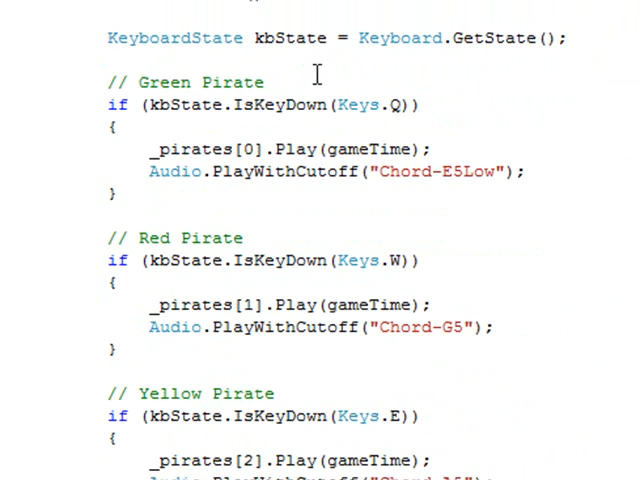 KeyboardState kbState = Keyboard.GetState();
// Green Pirate
if (kbState.IsKeyDown(Keys.Q))
{
_pirates[0].Play(gameTime);
Audio.PlayWithCutoff("Chord-E5Low");
}
// Red Pirate
if (kbState.IsKeyDown(Keys.W))
{
_pirates[1].Play(gameTime);
Audio.PlayWithCutoff("Chord-G5");
}
// Yellow Pirate
if (kbState.IsKeyDown(Keys.E))
{
_pirates[2].Play(gameTime);